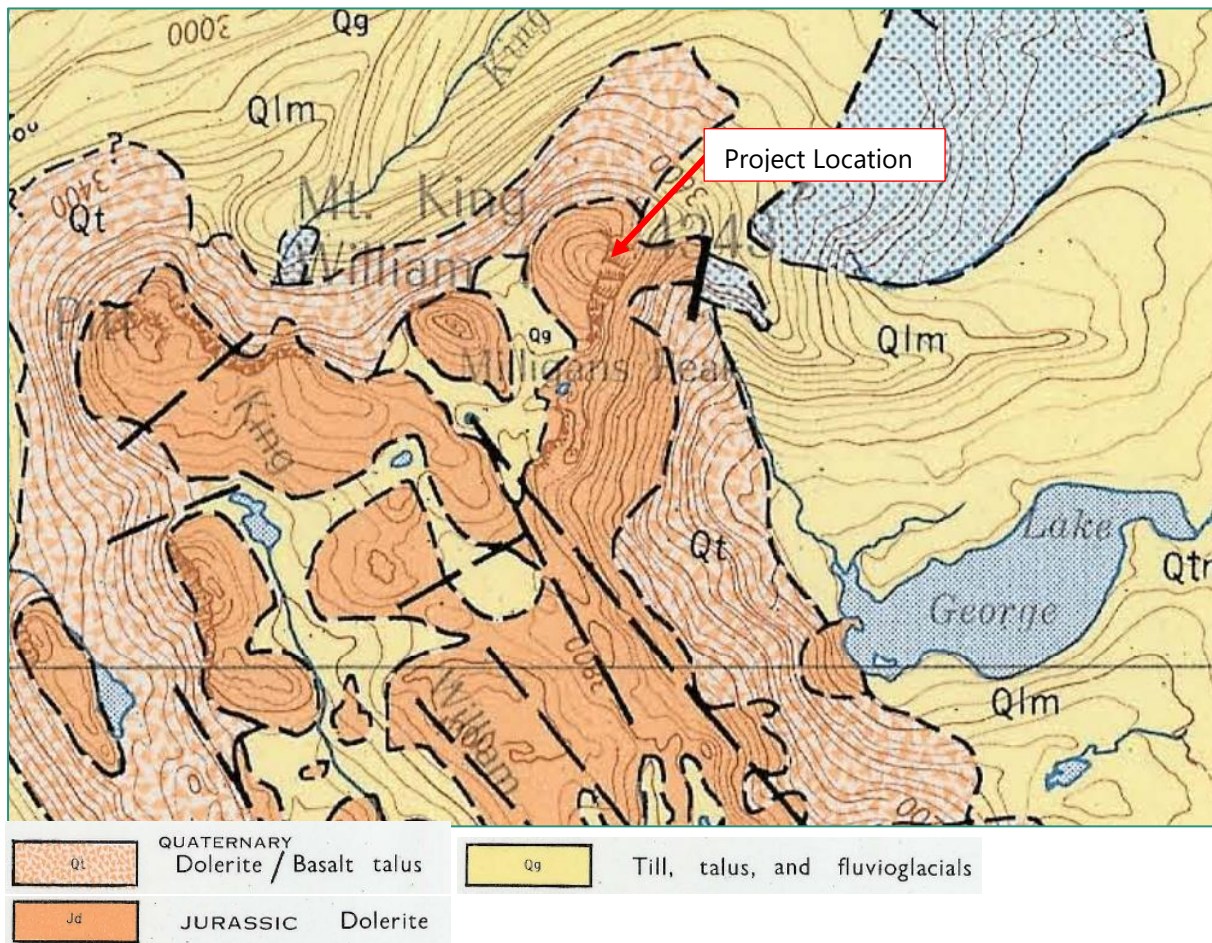 3000
Qg
King
Qlm
Project Location
?
?
3400
Qt
Mt. King
William I
Pitt
Qg
Milligans Peak
Qlm
King
Qt
Lake
George
Qlm
William
QUATERNARY
Qt
Dolerite / Basalt talus
Qg
Till, talus, and fluvioglacials
Jd
JURASSIC Dolerite